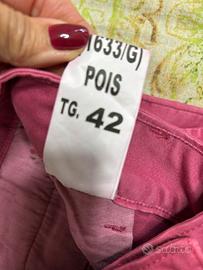 (633/G)
POIS
TG. 42